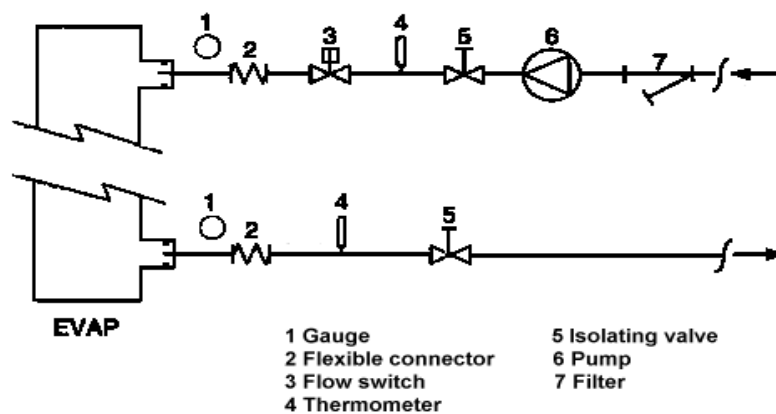 1
2
3
4
5
6
7
1
2
4
5
EVAP
1 Gauge
2 Flexible connector
3 Flow switch
4 Thermometer
5 Isolating valve
6 Pump
7 Filter